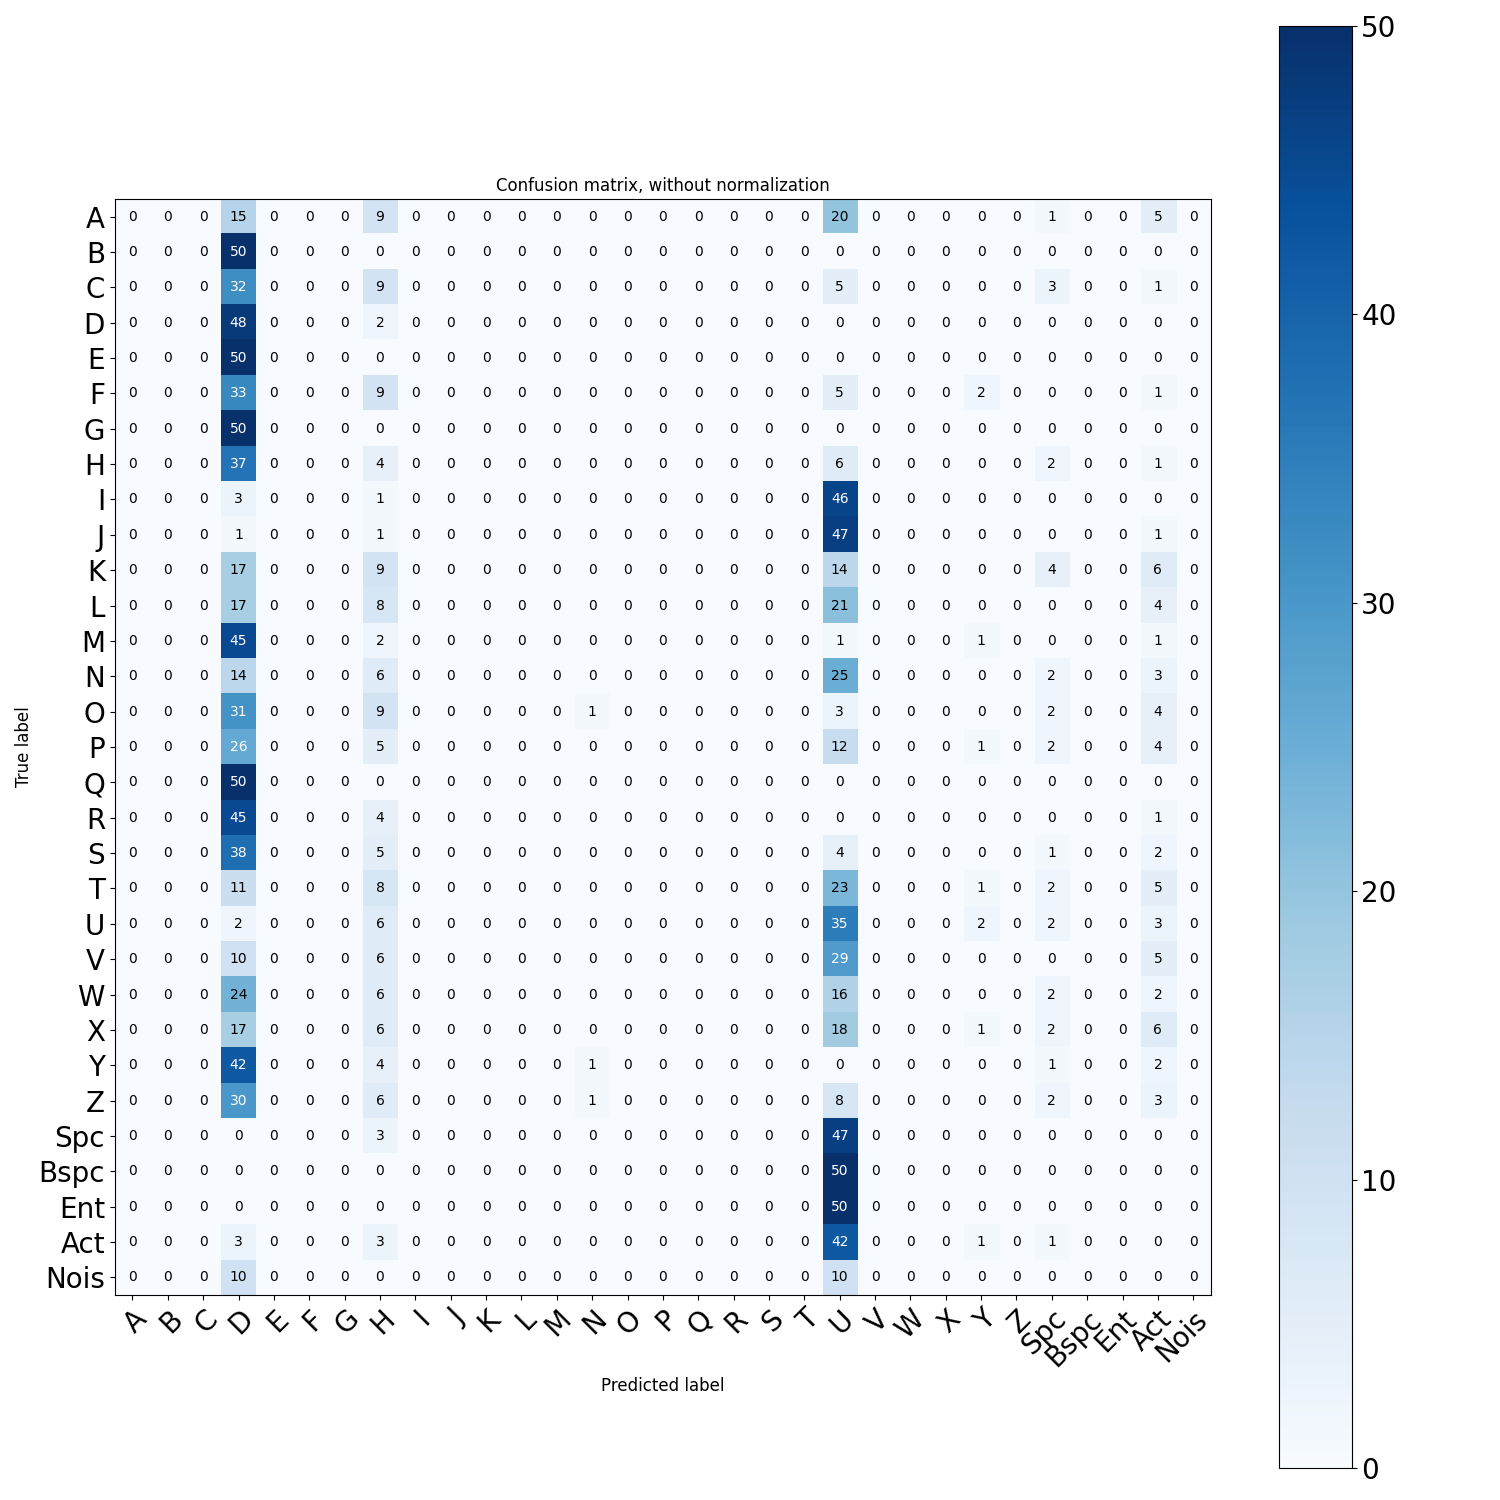 Confusion matrix, without normalization
A 0 0 0 15 0 0 0 9 0 0 0 0 0 0 0 0 0 0 0 0 20 0 0 0 0 0 1 0 0 5 0
B 0 0 0 50 0 0 0 0 0 0 0 0 0 0 0 0 0 0 0 0 0 0 0 0 0 0 0 0 0 0 0
C 0 0 0 32 0 0 0 9 0 0 0 0 0 0 0 0 0 0 0 0 5 0 0 0 0 0 3 0 0 1 0
D 0 0 0 48 0 0 0 2 0 0 0 0 0 0 0 0 0 0 0 0 0 0 0 0 0 0 0 0 0 0 0
E 0 0 0 50 0 0 0 0 0 0 0 0 0 0 0 0 0 0 0 0 0 0 0 0 0 0 0 0 0 0 0
F 0 0 0 33 0 0 0 9 0 0 0 0 0 0 0 0 0 0 0 0 5 0 0 0 2 0 0 0 0 1 0
G 0 0 0 50 0 0 0 0 0 0 0 0 0 0 0 0 0 0 0 0 0 0 0 0 0 0 0 0 0 0 0
H 0 0 0 37 0 0 0 4 0 0 0 0 0 0 0 0 0 0 0 0 6 0 0 0 0 0 2 0 0 1 0
I 0 0 0 3 0 0 0 1 0 0 0 0 0 0 0 0 0 0 0 0 46 0 0 0 0 0 0 0 0 0 0
J 0 0 0 1 0 0 0 1 0 0 0 0 0 0 0 0 0 0 0 0 47 0 0 0 0 0 0 0 0 1 0
K 0 0 0 17 0 0 0 9 0 0 0 0 0 0 0 0 0 0 0 0 14 0 0 0 0 0 4 0 0 6 0
L 0 0 0 17 0 0 0 8 0 0 0 0 0 0 0 0 0 0 0 0 21 0 0 0 0 0 0 0 0 4 0
M 0 0 0 45 0 0 0 2 0 0 0 0 0 0 0 0 0 0 0 0 1 0 0 0 1 0 0 0 0 1 0
N 0 0 0 14 0 0 0 6 0 0 0 0 0 0 0 0 0 0 0 0 25 0 0 0 0 0 2 0 0 3 0
O 0 0 0 31 0 0 0 9 0 0 0 0 0 1 0 0 0 0 0 0 3 0 0 0 0 0 2 0 0 4 0
P 0 0 0 26 0 0 0 5 0 0 0 0 0 0 0 0 0 0 0 0 12 0 0 0 1 0 2 0 0 4 0
Q 0 0 0 50 0 0 0 0 0 0 0 0 0 0 0 0 0 0 0 0 0 0 0 0 0 0 0 0 0 0 0
R 0 0 0 45 0 0 0 4 0 0 0 0 0 0 0 0 0 0 0 0 0 0 0 0 0 0 0 0 0 1 0
S 0 0 0 38 0 0 0 5 0 0 0 0 0 0 0 0 0 0 0 0 4 0 0 0 0 0 1 0 0 2 0
T 0 0 0 11 0 0 0 8 0 0 0 0 0 0 0 0 0 0 0 0 23 0 0 0 1 0 2 0 0 5 0
U 0 0 0 2 0 0 0 6 0 0 0 0 0 0 0 0 0 0 0 0 35 0 0 0 2 0 2 0 0 3 0
V 0 0 0 10 0 0 0 6 0 0 0 0 0 0 0 0 0 0 0 0 29 0 0 0 0 0 0 0 0 5 0
W 0 0 0 24 0 0 0 6 0 0 0 0 0 0 0 0 0 0 0 0 16 0 0 0 0 0 2 0 0 2 0
X 0 0 0 17 0 0 0 6 0 0 0 0 0 0 0 0 0 0 0 0 18 0 0 0 1 0 2 0 0 6 0
Y 0 0 0 42 0 0 0 4 0 0 0 0 0 1 0 0 0 0 0 0 0 0 0 0 0 0 1 0 0 2 0
Z 0 0 0 30 0 0 0 6 0 0 0 0 0 1 0 0 0 0 0 0 8 0 0 0 0 0 2 0 0 3 0
Spc 0 0 0 0 0 0 0 3 0 0 0 0 0 0 0 0 0 0 0 0 47 0 0 0 0 0 0 0 0 0 0
Bspc 0 0 0 0 0 0 0 0 0 0 0 0 0 0 0 0 0 0 0 0 50 0 0 0 0 0 0 0 0 0 0
Ent 0 0 0 0 0 0 0 0 0 0 0 0 0 0 0 0 0 0 0 0 50 0 0 0 0 0 0 0 0 0 0
Act 0 0 0 3 0 0 0 3 0 0 0 0 0 0 0 0 0 0 0 0 42 0 0 0 1 0 1 0 0 0 0
Nois 0 0 0 10 0 0 0 0 0 0 0 0 0 0 0 0 0 0 0 0 10 0 0 0 0 0 0 0 0 0 0
A B C D E F G H I J K L M N O P Q R S T U V W X Y Z Spc Bspc Ent Act Nois
Predicted label
True label
50
40
30
20
10
0